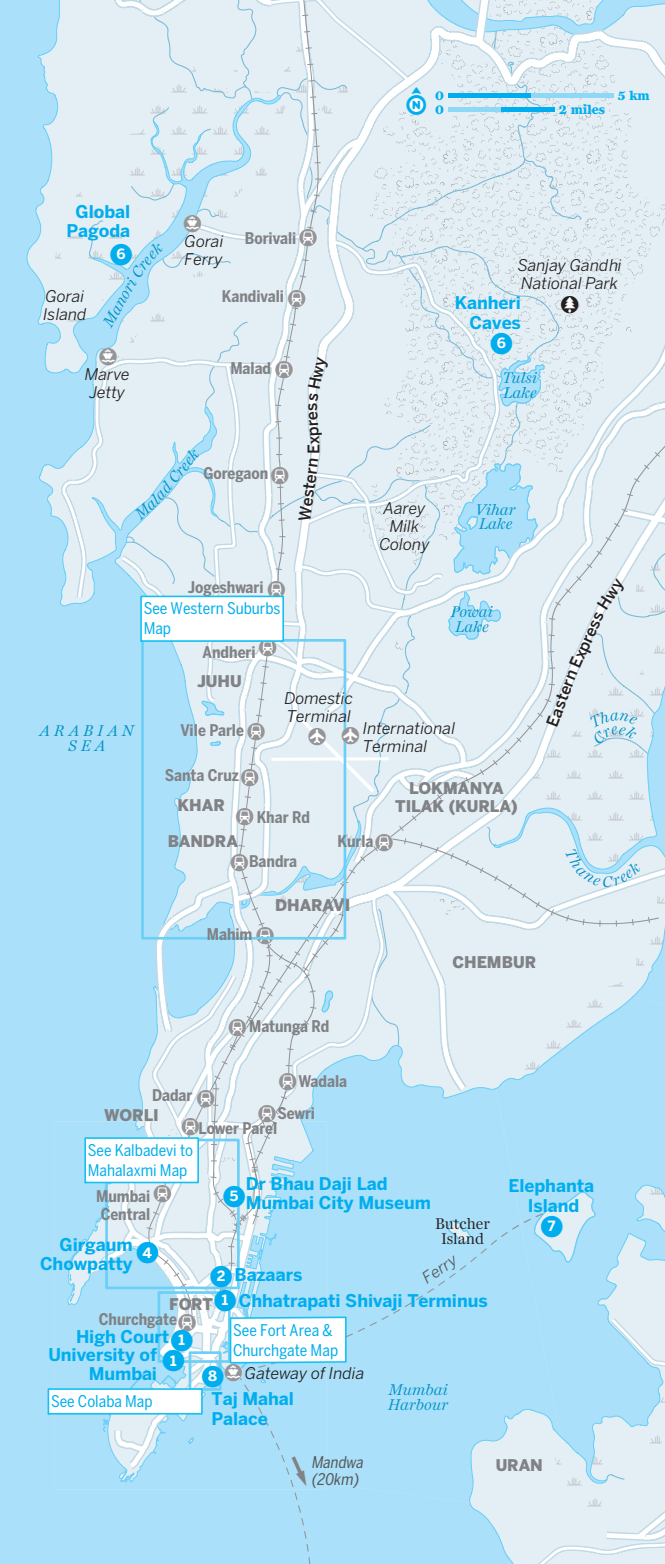 0
5 km
N
0
2 miles
Global
Pagoda
6
Gorai
Ferry
Borivali
Manori Creek
Gorai
Island
Kandivali
Sanjay Gandhi
National Park
Kanheri
Caves
6
Marve
Jetty
Malad
Western Express Hwy
Tulsi
Lake
Malad Creek
Goregaon
Aarey
Milk
Colony
Vihar
Lake
Jogeshwari
See Western Suburbs
Map
Powai
Lake
Eastern Express Hwy
Andheri
JUHU
Domestic
Terminal
International
Terminal
ARABIAN
SEA
Vile Parle
Thane
Creek
Santa Cruz
KHAR
Khar Rd
LOKMANYA
TILAK (KURLA)
BANDRA
Bandra
Kurla
Thane Creek
DHARAVI
Mahim
CHEMBUR
Matunga Rd
Wadala
Dadar
WORLI
Sewri
Lower Parel
See Kalbadevi to
Mahalaxmi Map
Mumbai
Central
5
Dr Bhau Daji Lad
Mumbai City Museum
Elephanta
Island
7
Butcher
Island
Girgaum
Chowpatty
4
Ferry
2
Bazaars
FORT
1
Chhatrapati Shivaji Terminus
Churchgate
High Court
1
See Fort Area &
Churchgate Map
University of
Mumbai
1
Gateway of India
8
Taj Mahal
Palace
See Colaba Map
Mumbai
Harbour
Mandwa
(20km)
URAN